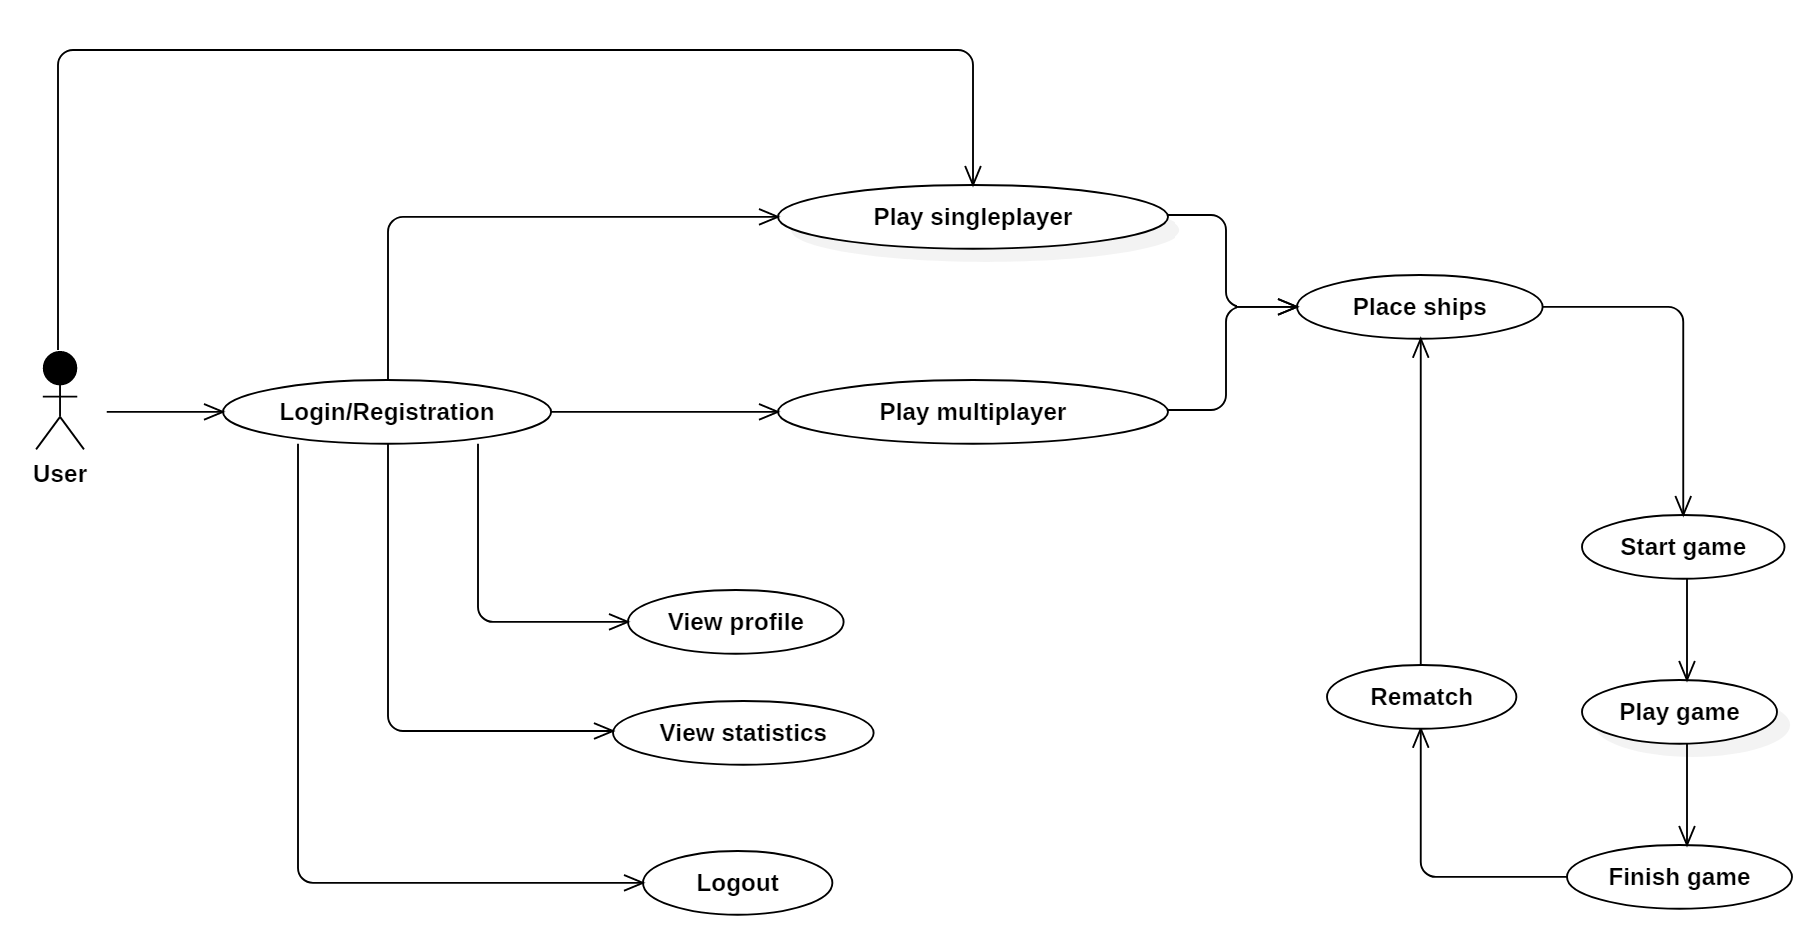 Play singleplayer
Place ships
Login/Registration
Play multiplayer
User
Start game
View profile
Rematch
Play game
View statistics
Logout
Finish game